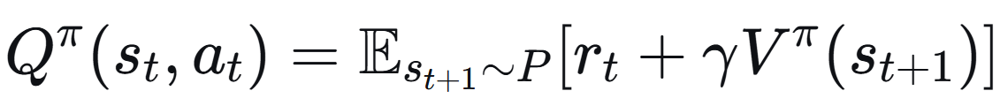 Q^π(s_t, a_t) = 𝔼_{s_{t+1}∼P}[r_t + γV^π(s_{t+1})]